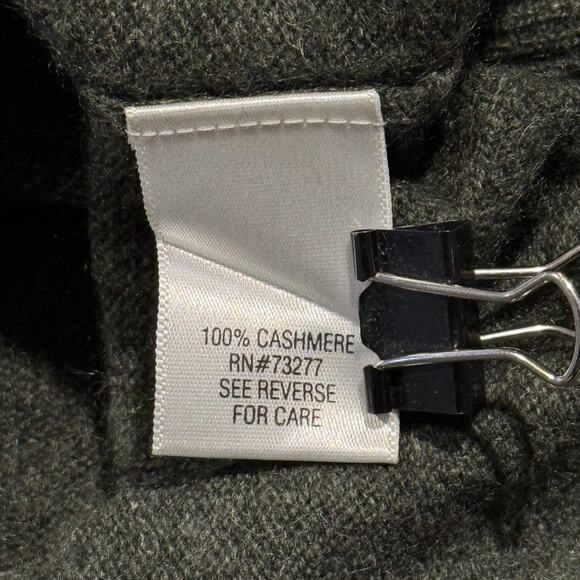 100% CASHMERE
RN#73277
SEE REVERSE
FOR CARE